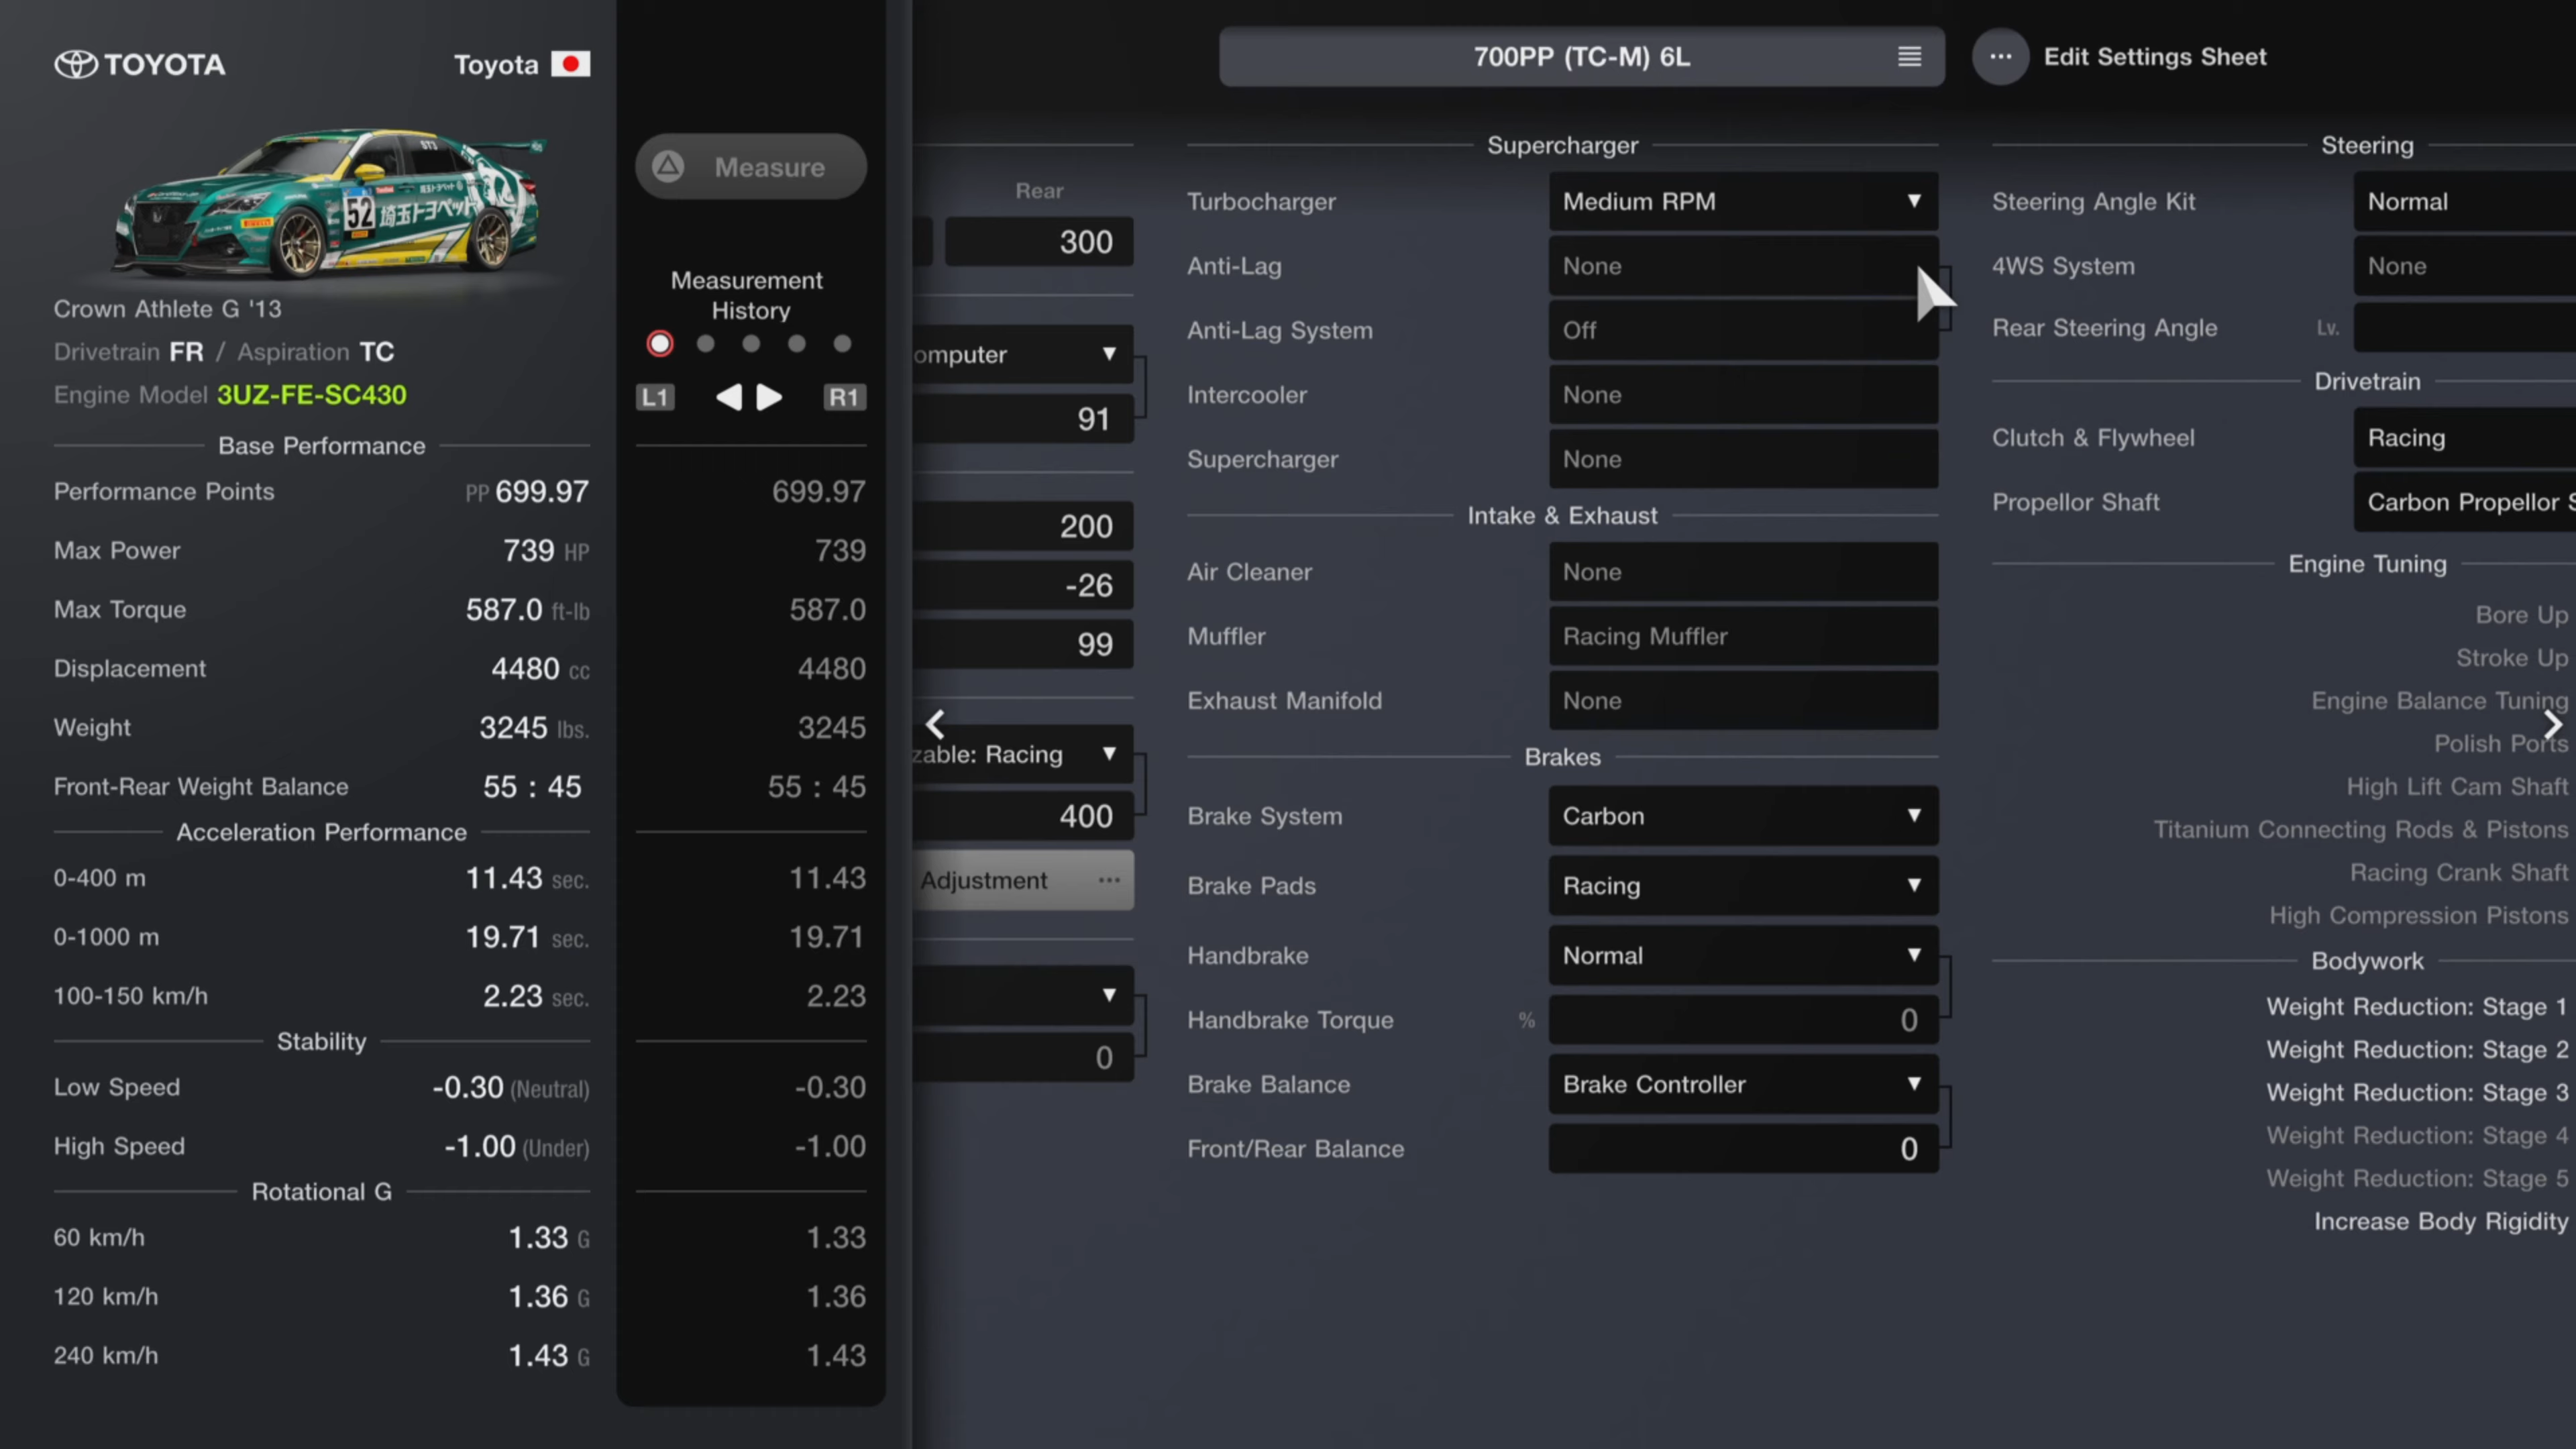 TOYOTA
Toyota
52
埼玉トヨペット
Crown Athlete G '13
Drivetrain FR / Aspiration TC
Engine Model 3UZ-FE-SC430
Base Performance
Performance Points PP 699.97
Max Power 739 HP
Max Torque 587.0 ft-lb
Displacement 4480 cc
Weight 3245 lbs.
Front-Rear Weight Balance 55 : 45
Acceleration Performance
0-400 m 11.43 sec.
0-1000 m 19.71 sec.
100-150 km/h 2.23 sec.
Stability
Low Speed -0.30 (Neutral)
High Speed -1.00 (Under)
Rotational G
60 km/h 1.33 G
120 km/h 1.36 G
240 km/h 1.43 G
Measure
Measurement
History
L1 R1
699.97
739
587.0
4480
3245
55 : 45
11.43
19.71
2.23
-0.30
-1.00
1.33
1.36
1.43
700PP (TC-M) 6L
Edit Settings Sheet
Rear
300
omputer
91
200
-26
99
zable: Racing
400
Adjustment
0
Supercharger
Turbocharger Medium RPM
Anti-Lag None
Anti-Lag System Off
Intercooler None
Supercharger None
Intake & Exhaust
Air Cleaner None
Muffler Racing Muffler
Exhaust Manifold None
Brakes
Brake System Carbon
Brake Pads Racing
Handbrake Normal
Handbrake Torque % 0
Brake Balance Brake Controller
Front/Rear Balance 0
Steering
Steering Angle Kit Normal
4WS System None
Rear Steering Angle Lv.
Drivetrain
Clutch & Flywheel Racing
Propellor Shaft Carbon Propellor S
Engine Tuning
Bore Up
Stroke Up
Engine Balance Tuning
Polish Ports
High Lift Cam Shaft
Titanium Connecting Rods & Pistons
Racing Crank Shaft
High Compression Pistons
Bodywork
Weight Reduction: Stage 1
Weight Reduction: Stage 2
Weight Reduction: Stage 3
Weight Reduction: Stage 4
Weight Reduction: Stage 5
Increase Body Rigidity